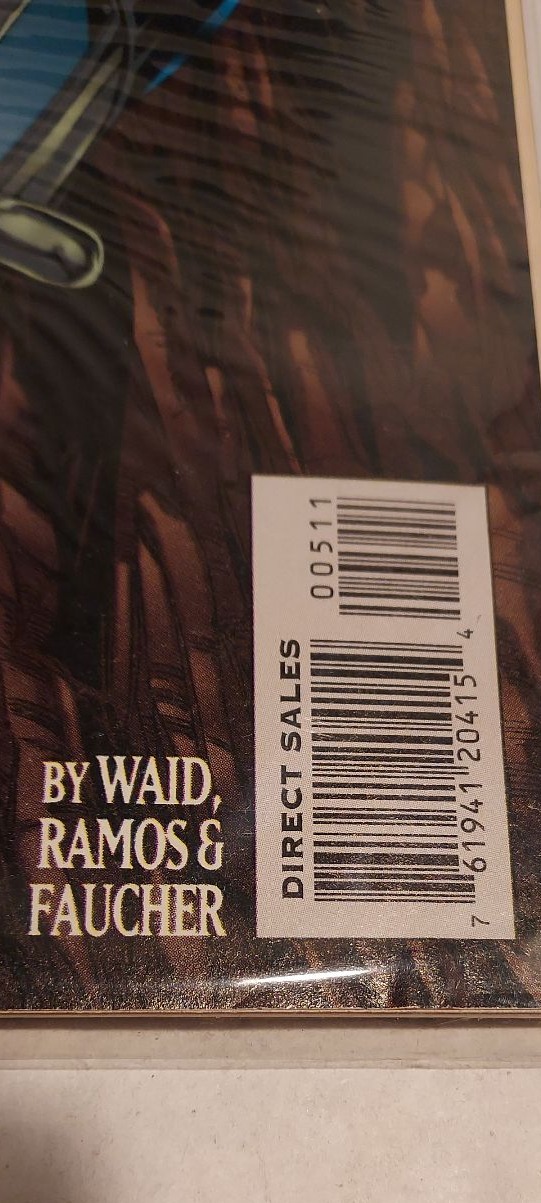 BY WAID,
RAMOS &
FAUCHER
DIRECT SALES
00511
7 61941 20415 4